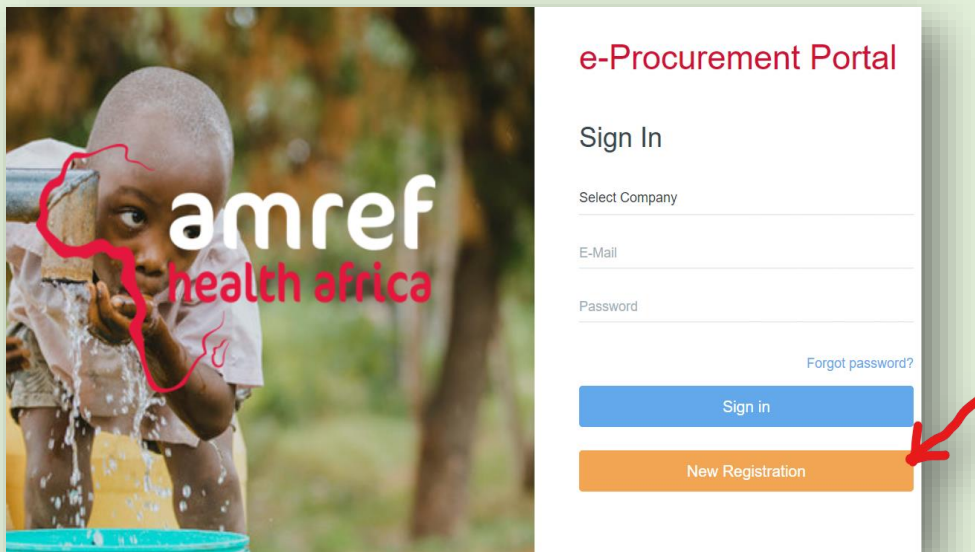 amref
health africa
e-Procurement Portal
Sign In
Select Company
E-Mail
Password
Forgot password?
Sign in
New Registration